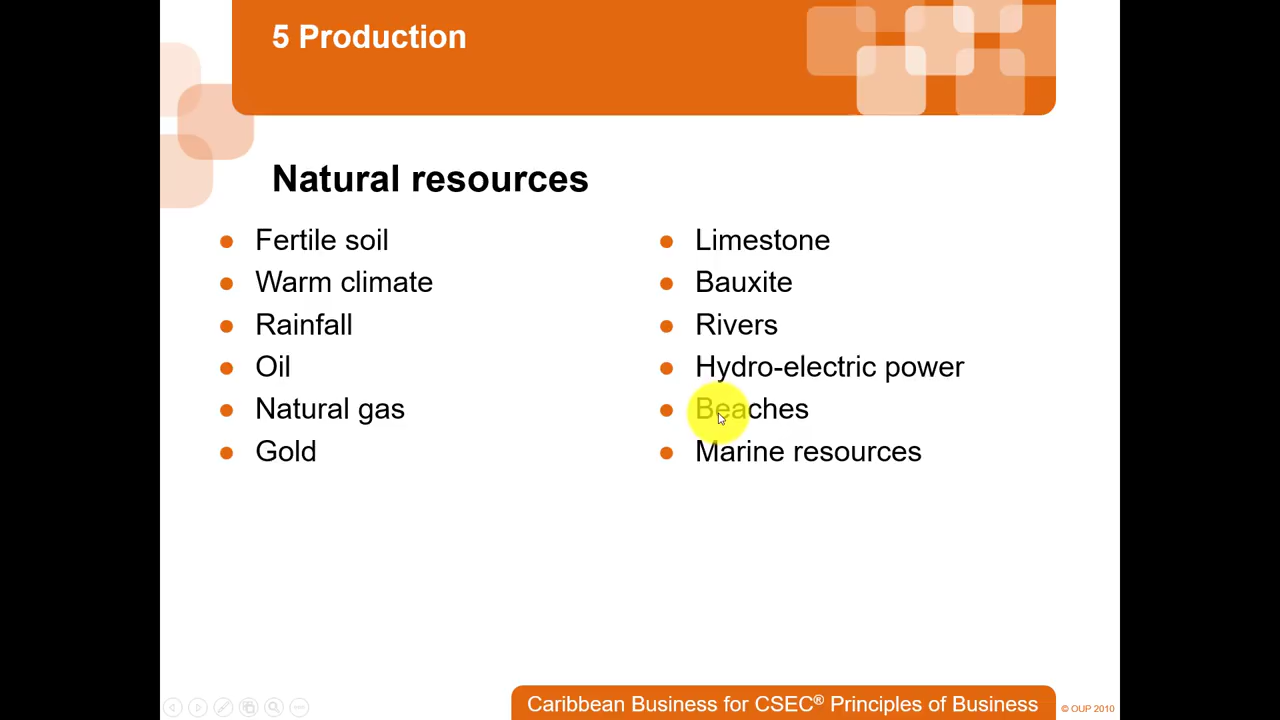 5 Production
Natural resources
Fertile soil
Warm climate
Rainfall
Oil
Natural gas
Gold
Limestone
Bauxite
Rivers
Hydro-electric power
Beaches
Marine resources
Caribbean Business for CSEC® Principles of Business
© OUP 2010